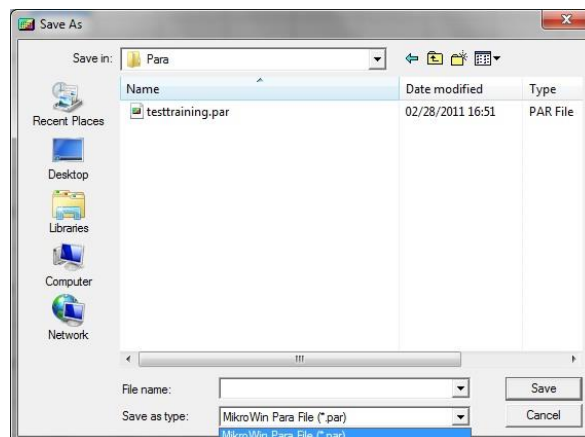 Save As
Save in: Para
Name Date modified Type
testtraining.par 02/28/2011 16:51 PAR File
Recent Places
Desktop
Libraries
Computer
Network
File name: Save
Save as type: MikroWin Para File (*.par) Cancel
MikroWin Para File (*.par)